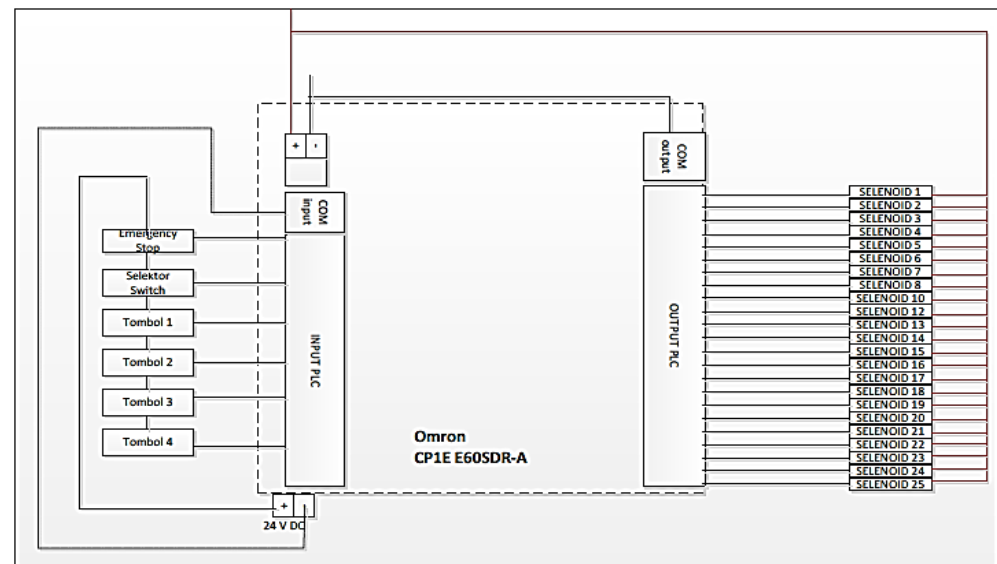 + -
COM
output
COM
input
Emergency
Stop
Selektor
Switch
Tombol 1
Tombol 2
Tombol 3
Tombol 4
INPUT PLC
OUTPUT PLC
Omron
CP1E E60SDR-A
+ -
24 V DC
SELENOID 1
SELENOID 2
SELENOID 3
SELENOID 4
SELENOID 5
SELENOID 6
SELENOID 7
SELENOID 8
SELENOID 10
SELENOID 12
SELENOID 13
SELENOID 14
SELENOID 15
SELENOID 16
SELENOID 17
SELENOID 18
SELENOID 19
SELENOID 20
SELENOID 21
SELENOID 22
SELENOID 23
SELENOID 24
SELENOID 25